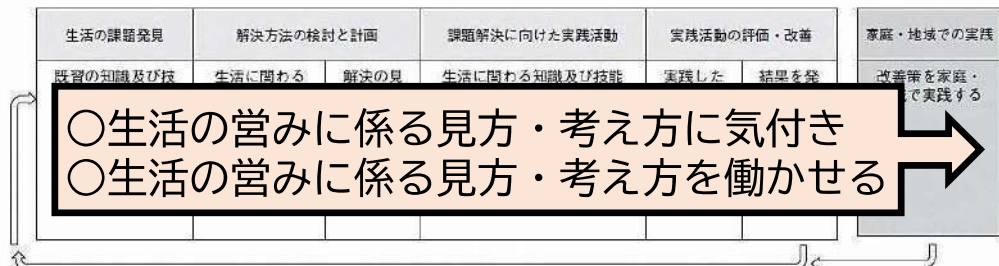 生活の課題発見
解決方法の検討と計画
課題解決に向けた実践活動
実践活動の評価・改善
家庭・地域での実践
既習の知識及び技
生活に関わる
解決の見
生活に関わる知識及び技能
実践した
結果を発
改善策を家庭・
で実践する
○生活の営みに係る見方・考え方に気付き
○生活の営みに係る見方・考え方を働かせる